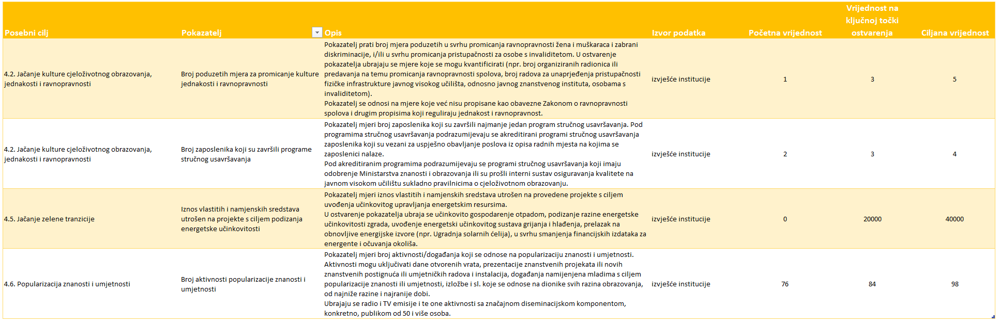 Posebni cilj
Pokazatelj
Opis
Izvor podatka
Početna vrijednost
Vrijednost na
ključnoj točki
ostvarenja
Ciljana vrijednost
4.2. Jačanje kulture cjeloživotnog obrazovanja,
jednakosti i ravnopravnosti
Broj poduzetih mjera za promicanje kulture
jednakosti i ravnopravnosti
Pokazatelj prati broj mjera poduzetih u svrhu promicanja ravnopravnosti žena i muškaraca i zabrani
diskriminacije, i/ili u svrhu promicanja pristupačnosti za osobe s invaliditetom. U ostvarenje
pokazatelja ubrajaju se mjere koje se mogu kvantificirati (npr. broj organiziranih radionica ili
predavanja na temu promicanja ravnopravnosti spolova, broj radova za unaprjeđenja pristupačnosti
fizičke infrastrukture javnog visokog učilišta, odnosno javnog znanstvenog instituta, osobama s
invaliditetom).
Pokazatelj se odnosi na mjere koje već nisu propisane kao obavezne Zakonom o ravnopravnosti
spolova i drugim propisima koji reguliraju jednakost i ravnopravnost.
izvješće institucije
1
3
5
4.2. Jačanje kulture cjeloživotnog obrazovanja,
jednakosti i ravnopravnosti
Broj zaposlenika koji su završili programe
stručnog usavršavanja
Pokazatelj mjeri broj zaposlenika koji su završili najmanje jedan program stručnog usavršavanja. Pod
programima stručnog usavršavanja podrazumijevaju se akreditirani programi stručnog usavršavanja
zaposlenika koji su vezani za uspješno obavljanje poslova iz opisa radnih mjesta na kojima se
zaposlenici nalaze.
Pod akreditiranim programima podrazumijevaju se programi stručnog usavršavanja koji imaju
odobrenje Ministarstva znanosti i obrazovanja ili su prošli interni sustav osiguravanja kvalitete na
javnom visokom učilištu sukladno pravilnicima o cjeloživotnom obrazovanju.
izvješće institucije
2
3
4
4.5. Jačanje zelene tranzicije
Iznos vlastitih i namjenskih sredstava
utrošen na projekte s ciljem podizanja
energetske učinkovitosti
Pokazatelj mjeri iznos vlastitih i namjenskih sredstava utrošen na provedene projekte s ciljem
uvođenja učinkovitog upravljanja energetskim resursima.
U ostvarenje pokazatelja ubraja se učinkovito gospodarenje otpadom, podizanje razine energetske
učinkovitosti zgrada, uvođenje energetski učinkovitog sustava grijanja i hlađenja, prelazak na
obnovljive energijske izvore (npr. Ugradnja solarnih ćelija), u svrhu smanjenja financijskih izdataka za
energente i očuvanja okoliša.
izvješće institucije
0
20000
40000
4.6. Popularizacija znanosti i umjetnosti
Broj aktivnosti popularizacije znanosti i
umjetnosti
Pokazatelj mjeri broj aktivnosti/događanja koji se odnose na popularizaciju znanosti i umjetnosti.
Aktivnosti mogu uključivati dane otvorenih vrata, prezentacije znanstvenih projekata ili novih
znanstvenih postignuća ili umjetničkih radova i instalacija, događanja namijenjena mladima s ciljem
popularizacije znanosti ili umjetnosti, izložbe i sl. koje se odnose na dionike svih razina obrazovanja,
od najniže razine i najranije dobi.
Ubrajaju se radio i TV emisije i te one aktivnosti sa značajnom diseminacijskom komponentom,
konkretno, publikom od 50 i više osoba.
izvješće institucije
76
84
98